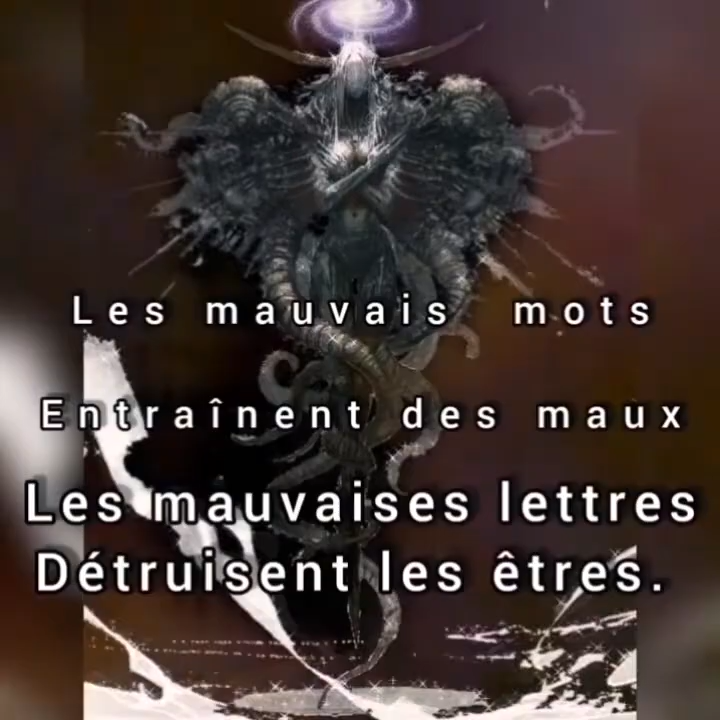 Les mauvais mots
Entraînent des maux
Les mauvaises lettres
Détruisent les êtres.